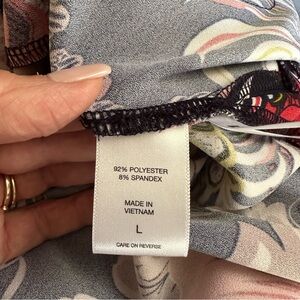 92% POLYESTER
8% SPANDEX
MADE IN
VIETNAM
L
CARE ON REVERSE